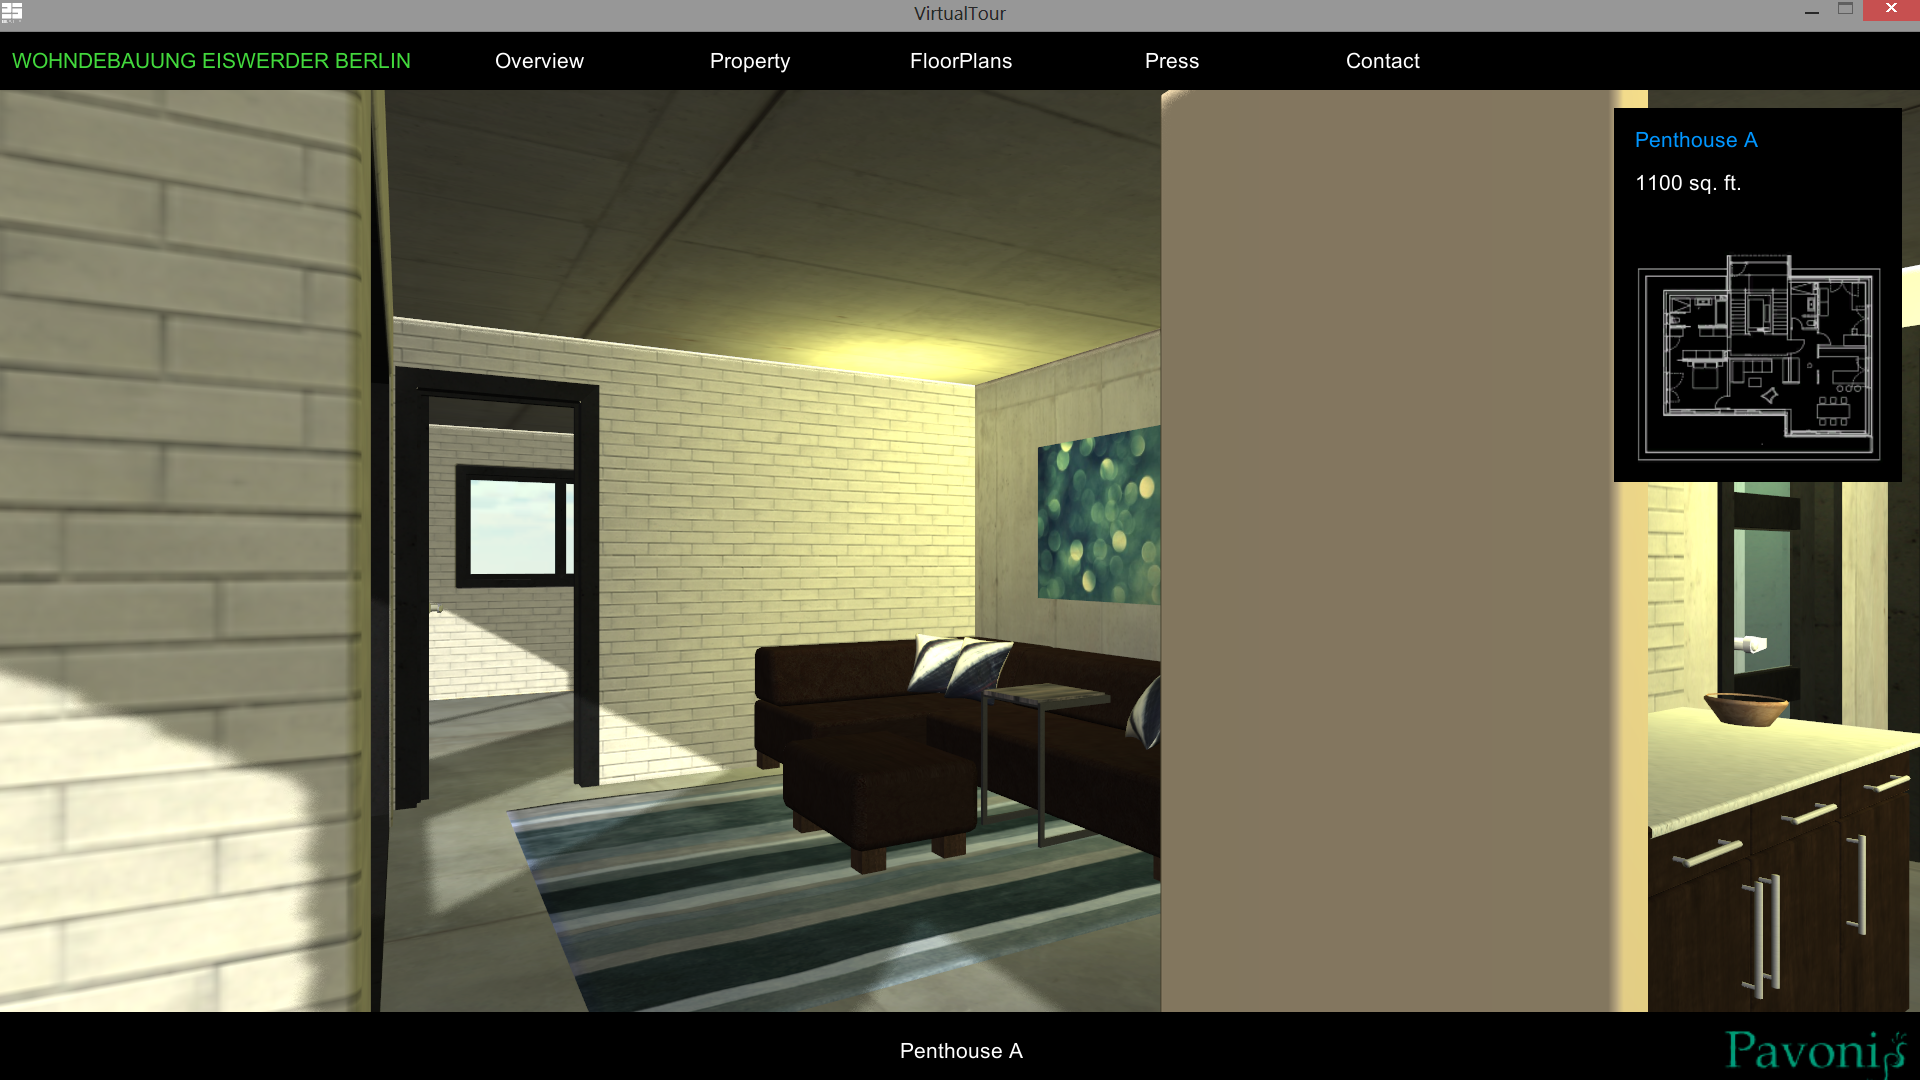 VirtualTour
WOHNDEBAUUNG EISWERDER BERLIN
Overview
Property
FloorPlans
Press
Contact
Penthouse A
1100 sq. ft.
Penthouse A
Pavonis